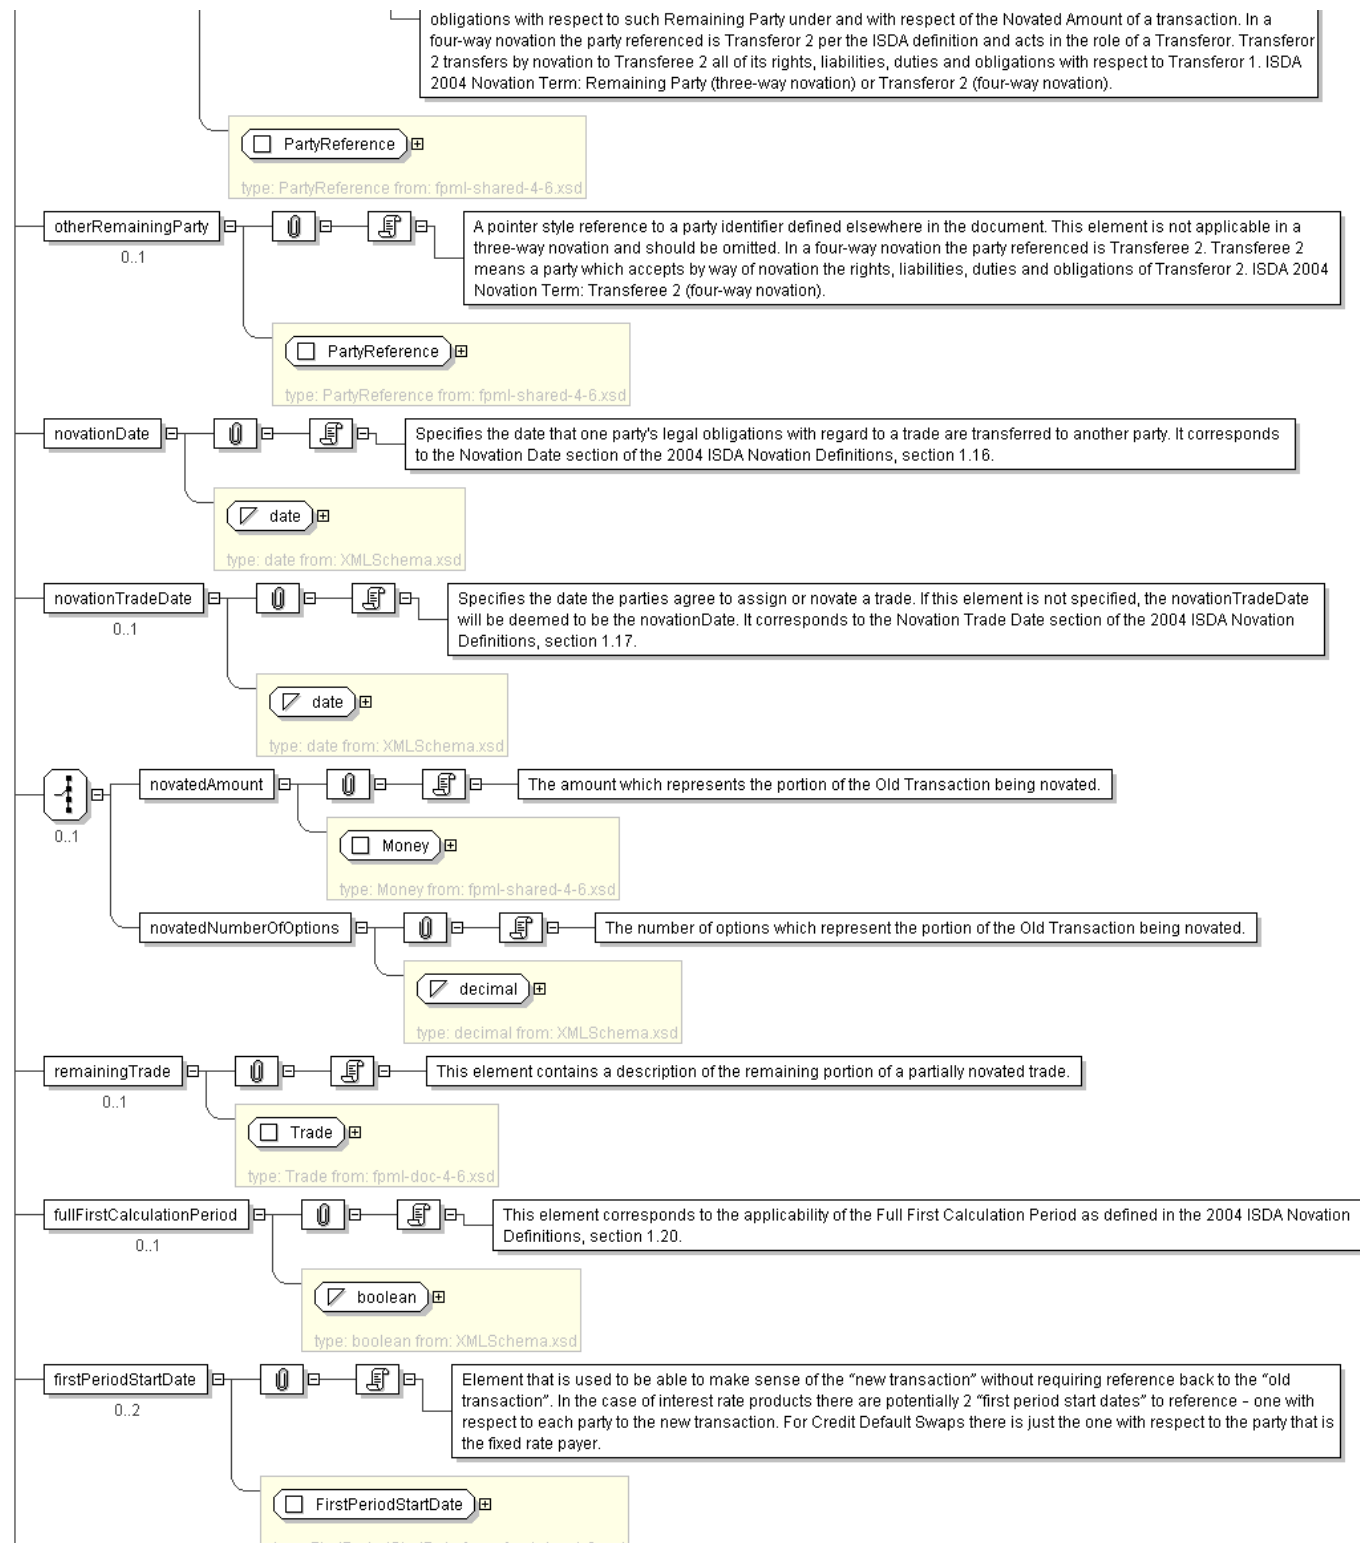 obligations with respect to such Remaining Party under and with respect of the Novated Amount of a transaction. In a
four-way novation the party referenced is Transferor 2 per the ISDA definition and acts in the role of a Transferor. Transferor
2 transfers by novation to Transferee 2 all of its rights, liabilities, duties and obligations with respect to Transferor 1. ISDA
2004 Novation Term: Remaining Party (three-way novation) or Transferor 2 (four-way novation).
PartyReference
type: PartyReference from: fpml-shared-4-6.xsd
otherRemainingParty
0..1
A pointer style reference to a party identifier defined elsewhere in the document. This element is not applicable in a
three-way novation and should be omitted. In a four-way novation the party referenced is Transferee 2. Transferee 2
means a party which accepts by way of novation the rights, liabilities, duties and obligations of Transferor 2. ISDA 2004
Novation Term: Transferee 2 (four-way novation).
PartyReference
type: PartyReference from: fpml-shared-4-6.xsd
novationDate
Specifies the date that one party's legal obligations with regard to a trade are transferred to another party. It corresponds
to the Novation Date section of the 2004 ISDA Novation Definitions, section 1.16.
date
type: date from: XMLSchema.xsd
novationTradeDate
0..1
Specifies the date the parties agree to assign or novate a trade. If this element is not specified, the novationTradeDate
will be deemed to be the novationDate. It corresponds to the Novation Trade Date section of the 2004 ISDA Novation
Definitions, section 1.17.
date
type: date from: XMLSchema.xsd
0..1
novatedAmount
The amount which represents the portion of the Old Transaction being novated.
Money
type: Money from: fpml-shared-4-6.xsd
novatedNumberOfOptions
The number of options which represent the portion of the Old Transaction being novated.
decimal
type: decimal from: XMLSchema.xsd
remainingTrade
0..1
This element contains a description of the remaining portion of a partially novated trade.
Trade
type: Trade from: fpml-doc-4-6.xsd
fullFirstCalculationPeriod
0..1
This element corresponds to the applicability of the Full First Calculation Period as defined in the 2004 ISDA Novation
Definitions, section 1.20.
boolean
type: boolean from: XMLSchema.xsd
firstPeriodStartDate
0..2
Element that is used to be able to make sense of the “new transaction” without requiring reference back to the “old
transaction”. In the case of interest rate products there are potentially 2 “first period start dates” to reference – one with
respect to each party to the new transaction. For Credit Default Swaps there is just the one with respect to the party that is
the fixed rate payer.
FirstPeriodStartDate